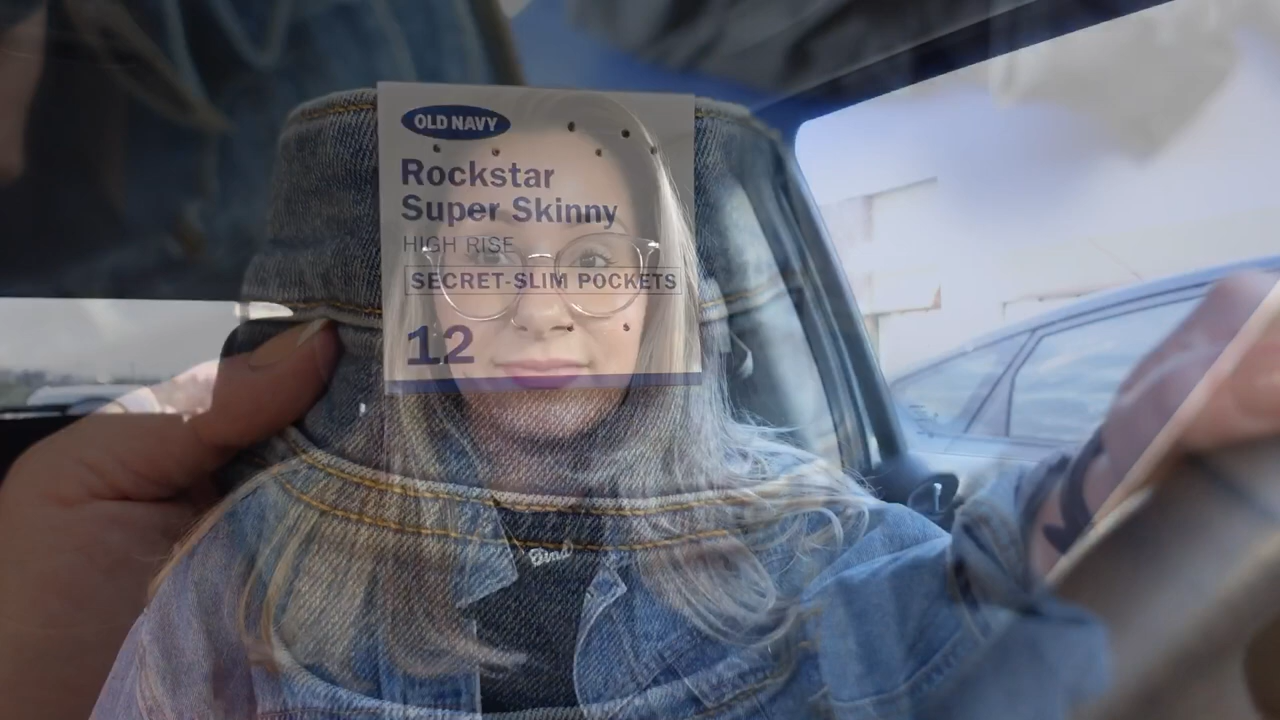 OLD NAVY
Rockstar
Super Skinny
HIGH RISE
SECRET-SLIM POCKETS
12